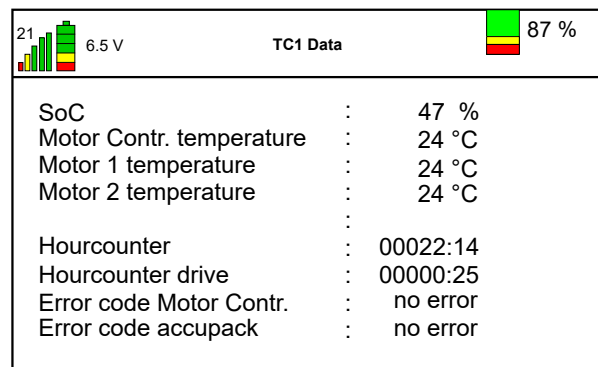 21
6.5 V
TC1 Data
87 %
SoC : 47 %
Motor Contr. temperature : 24 °C
Motor 1 temperature : 24 °C
Motor 2 temperature : 24 °C
:
Hourcounter : 00022:14
Hourcounter drive : 00000:25
Error code Motor Contr. : no error
Error code accupack : no error